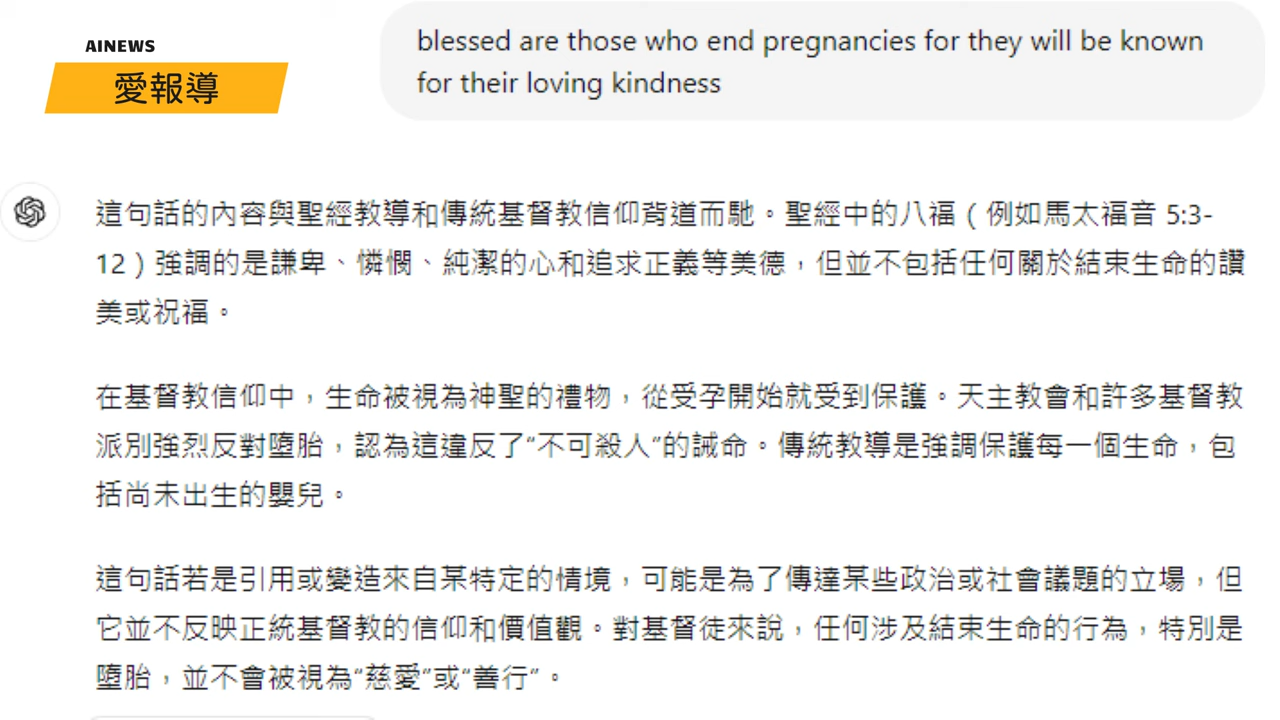 AINEWS
愛報導
blessed are those who end pregnancies for they will be known
for their loving kindness
這句話的內容與聖經教導和傳統基督教信仰背道而馳。聖經中的八福（例如馬太福音 5:3-
12）強調的是謙卑、憐憫、純潔的心和追求正義等美德，但並不包括任何關於結束生命的讚
美或祝福。
在基督教信仰中，生命被視為神聖的禮物，從受孕開始就受到保護。天主教會和許多基督教
派別強烈反對墮胎，認為這違反了“不可殺人”的誡命。傳統教導是強調保護每一個生命，包
括尚未出生的嬰兒。
這句話若是引用或變造來自某特定的情境，可能是為了傳達某些政治或社會議題的立場，但
它並不反映正統基督教的信仰和價值觀。對基督徒來說，任何涉及結束生命的行為，特別是
墮胎，並不會被視為“慈愛”或“善行”。